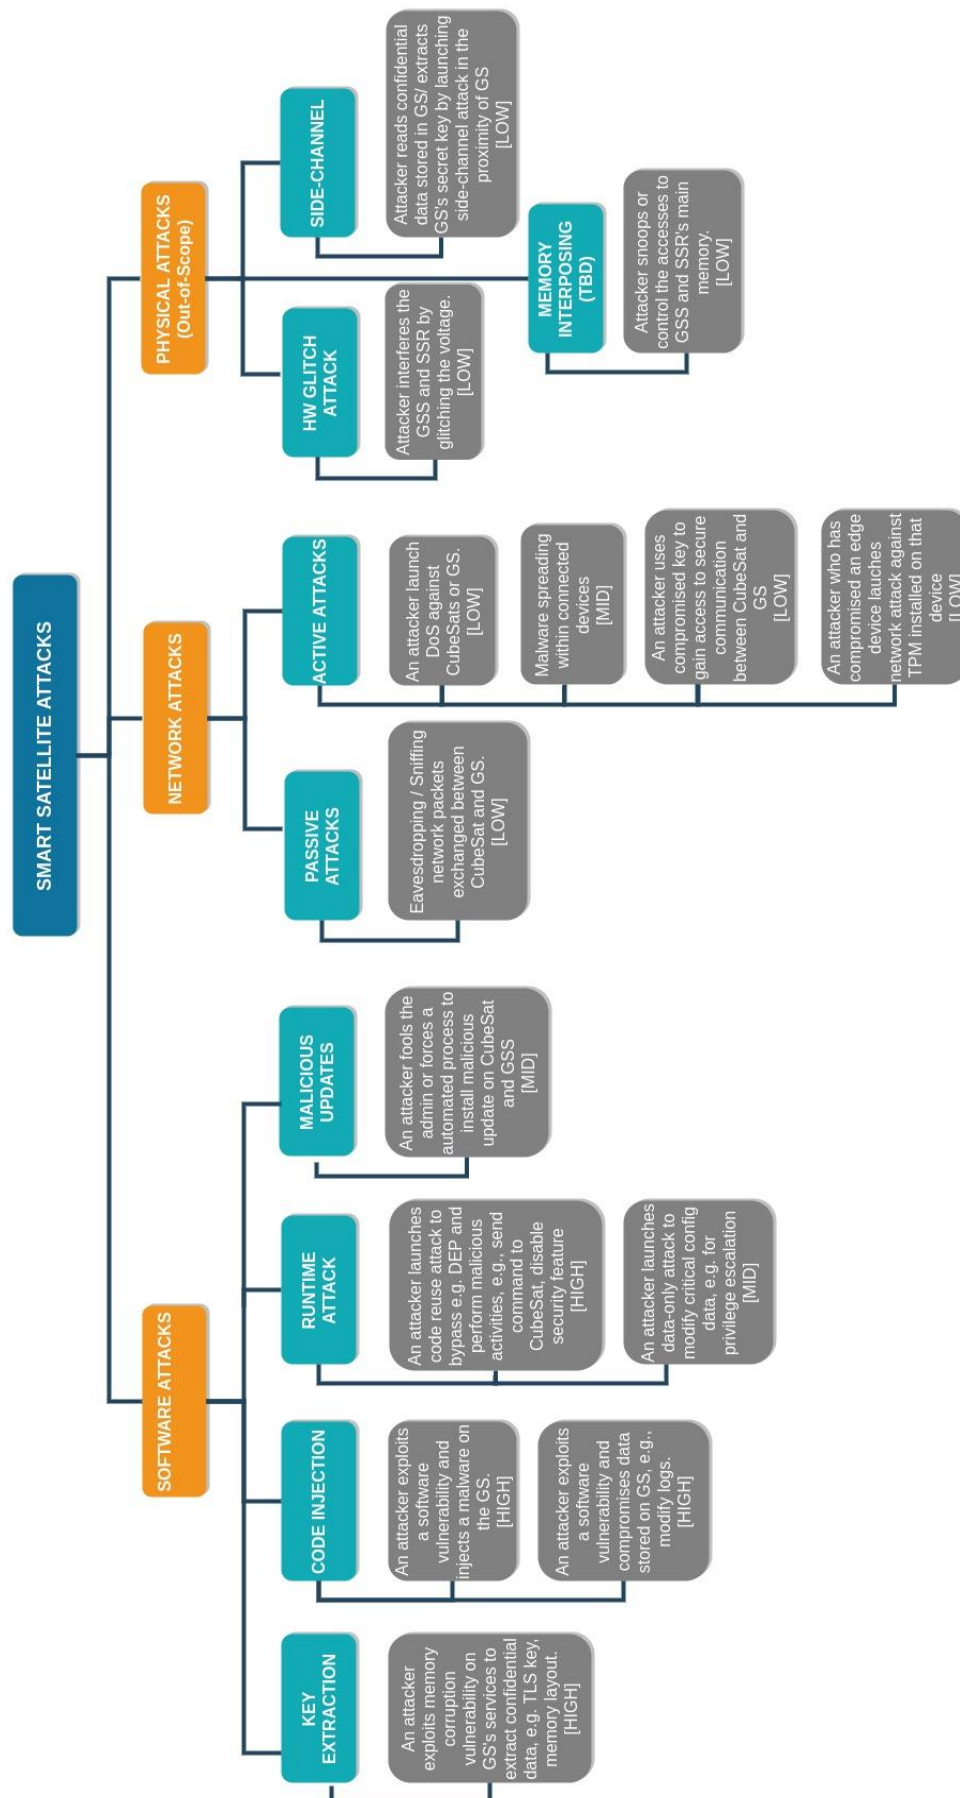 SMART SATELLITE ATTACKS
SOFTWARE ATTACKS
KEY
EXTRACTION
An attacker
exploits memory
corruption
vulnerability on
GS's services to
extract confidential
data, e.g. TLS key,
memory layout.
[HIGH]
CODE INJECTION
An attacker exploits
a software
vulnerability and
injects a malware on
the GS.
[HIGH]
An attacker exploits
a software
vulnerability and
compromises data
stored on GS, e.g.,
modify logs.
[HIGH]
RUNTIME
ATTACK
An attacker launches
code reuse attack to
bypass e.g. DEP and
perform malicious
activities, e.g., send
command to
CubeSat, disable
security feature
[HIGH]
An attacker launches
data-only attack to
modify critical config
data, e.g. for
privilege escalation
[MID]
MALICIOUS
UPDATES
An attacker fools the
admin or forces a
automated process to
install malicious
update on CubeSat
and GSS
[MID]
NETWORK ATTACKS
PASSIVE
ATTACKS
Eavesdropping / Sniffing
network packets
exchanged between
CubeSat and GS.
[LOW]
ACTIVE ATTACKS
An attacker launch
DoS against
CubeSats or GS.
[LOW]
Malware spreading
within connected
devices
[MID]
An attacker uses
compromised key to
gain access to secure
communication
between CubeSat and
GS
[LOW]
An attacker who has
compromised an edge
device lauches
network attack against
TPM installed on that
device
[LOW]
PHYSICAL ATTACKS
(Out-of-Scope)
HW GLITCH
ATTACK
Attacker interferes the
GSS and SSR by
glitching the voltage.
[LOW]
MEMORY
INTERPOSING
(TBD)
Attacker snoops or
control the accesses to
GSS and SSR's main
memory.
[LOW]
SIDE-CHANNEL
Attacker reads confidential
data stored in GS/ extracts
GS's secret key by launching
side-channel attack in the
proximity of GS
[LOW]